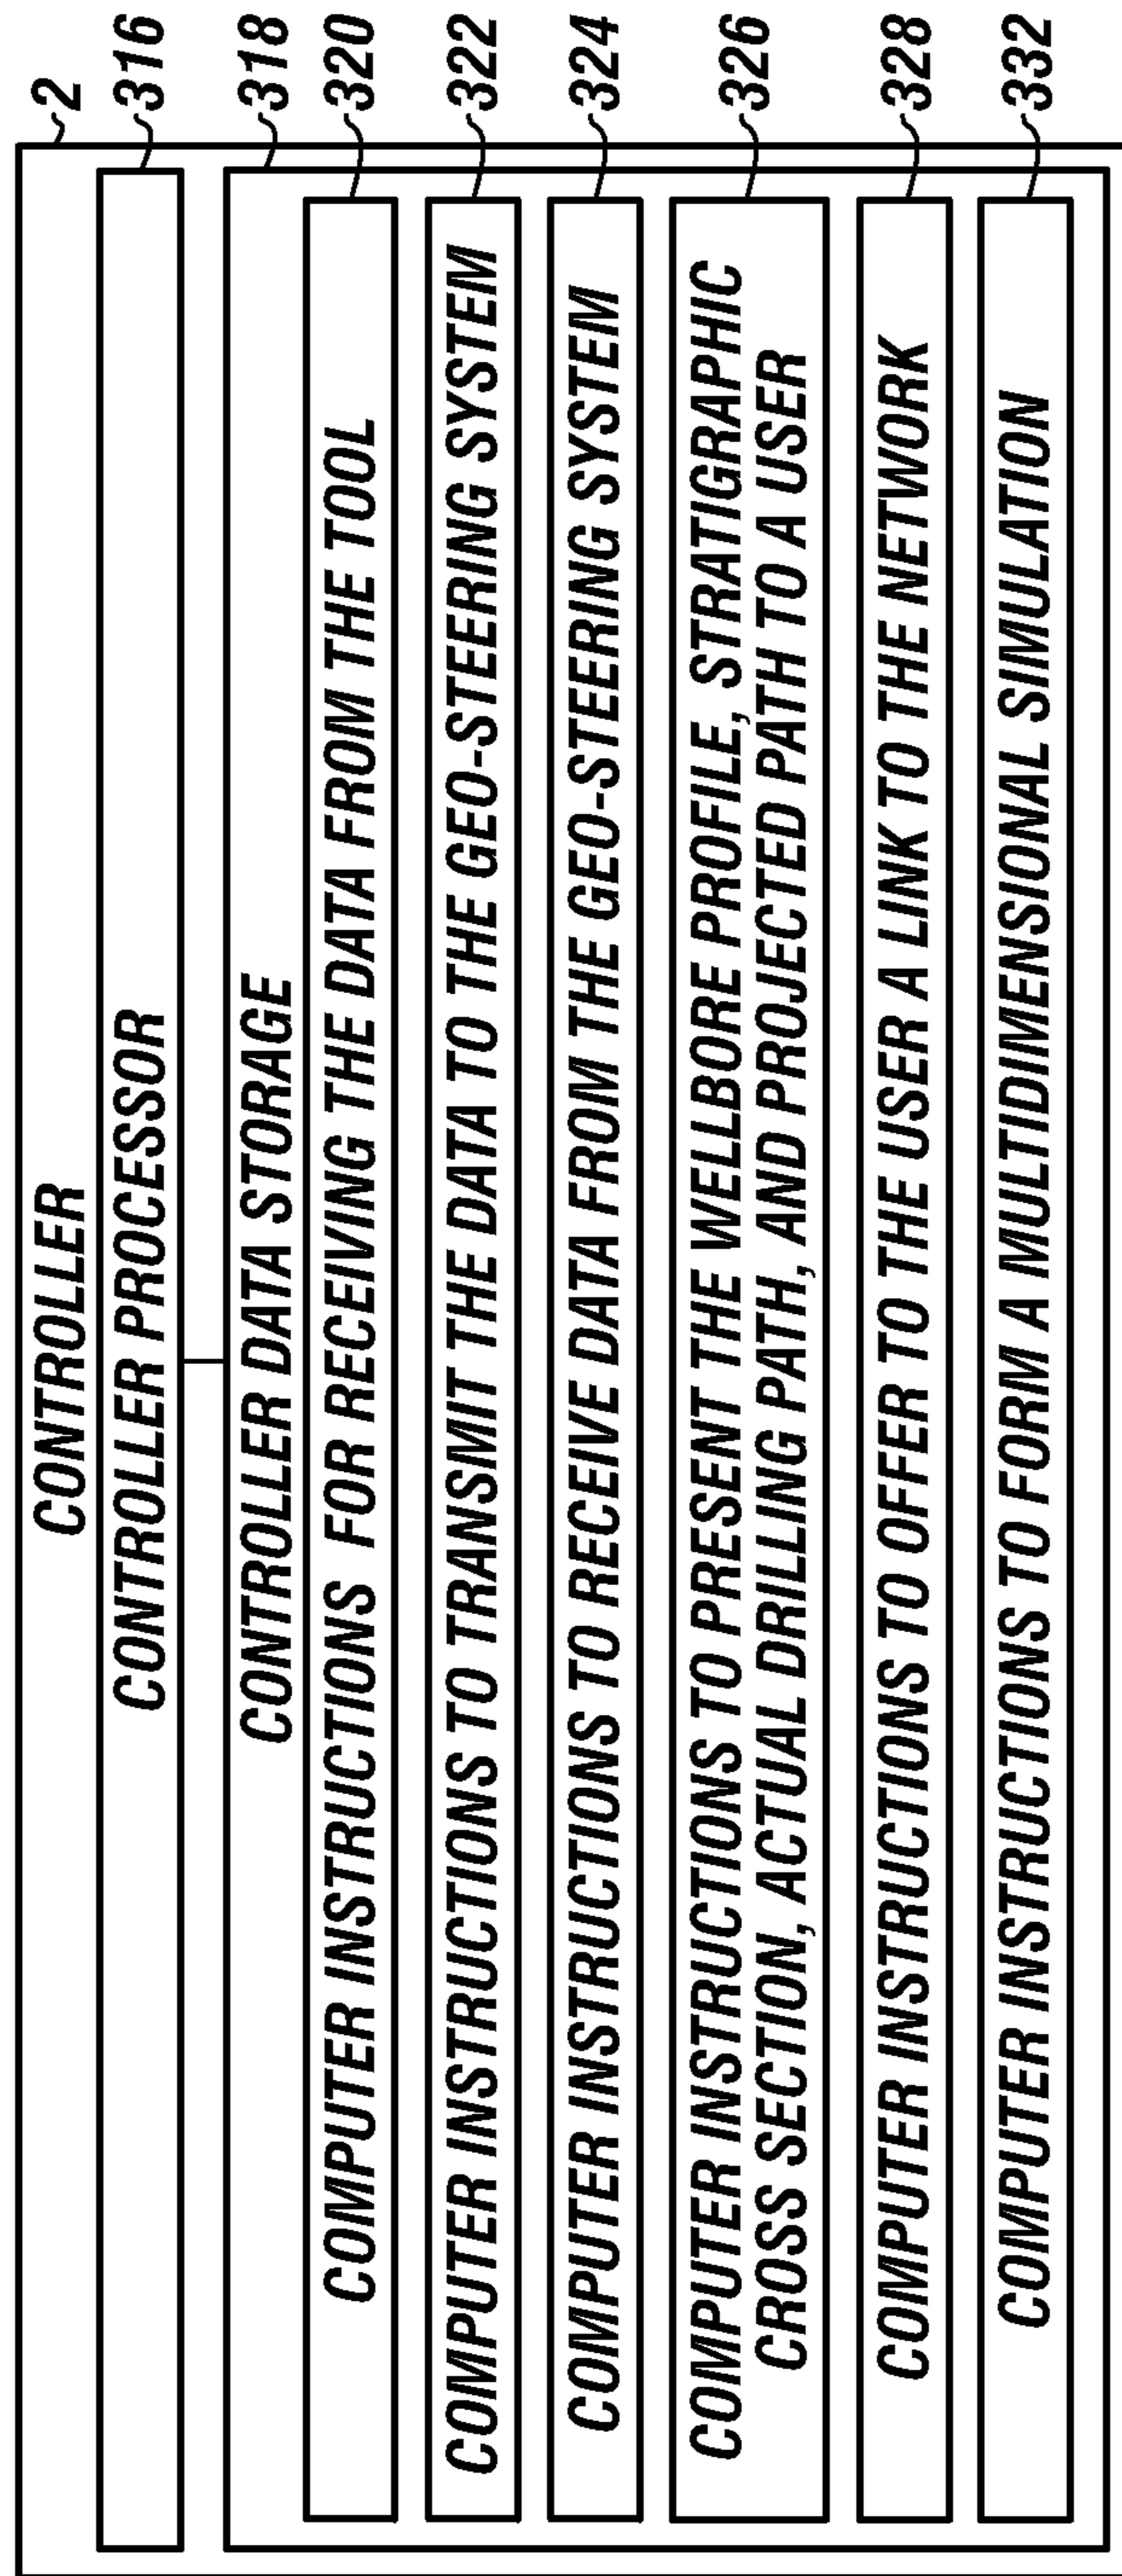 CONTROLLER
2
CONTROLLER PROCESSOR
316
CONTROLLER DATA STORAGE
318
COMPUTER INSTRUCTIONS FOR RECEIVING THE DATA FROM THE TOOL
320
COMPUTER INSTRUCTIONS TO TRANSMIT THE DATA TO THE GEO-STEERING SYSTEM
322
COMPUTER INSTRUCTIONS TO RECEIVE DATA FROM THE GEO-STEERING SYSTEM
324
COMPUTER INSTRUCTIONS TO PRESENT THE WELLBORE PROFILE, STRATIGRAPHIC
CROSS SECTION, ACTUAL DRILLING PATH, AND PROJECTED PATH TO A USER
326
COMPUTER INSTRUCTIONS TO OFFER TO THE USER A LINK TO THE NETWORK
328
COMPUTER INSTRUCTIONS TO FORM A MULTIDIMENSIONAL SIMULATION
332